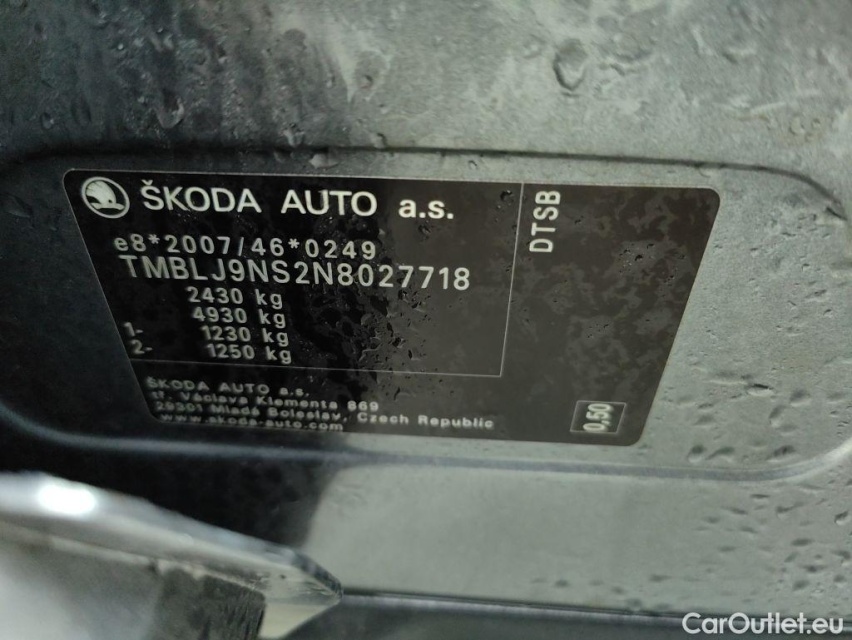 ŠKODA AUTO a.s.
DTSB
e8*2007/46*0249
TMBLJ9NS2N8027718
2430 kg
4930 kg
1- 1230 kg
2- 1250 kg
ŠKODA AUTO a.s.
tř. Václava Klementa 869
29301 Mladá Boleslav, Czech Republic
www.skoda-auto.com
0,50
CarOutlet.eu